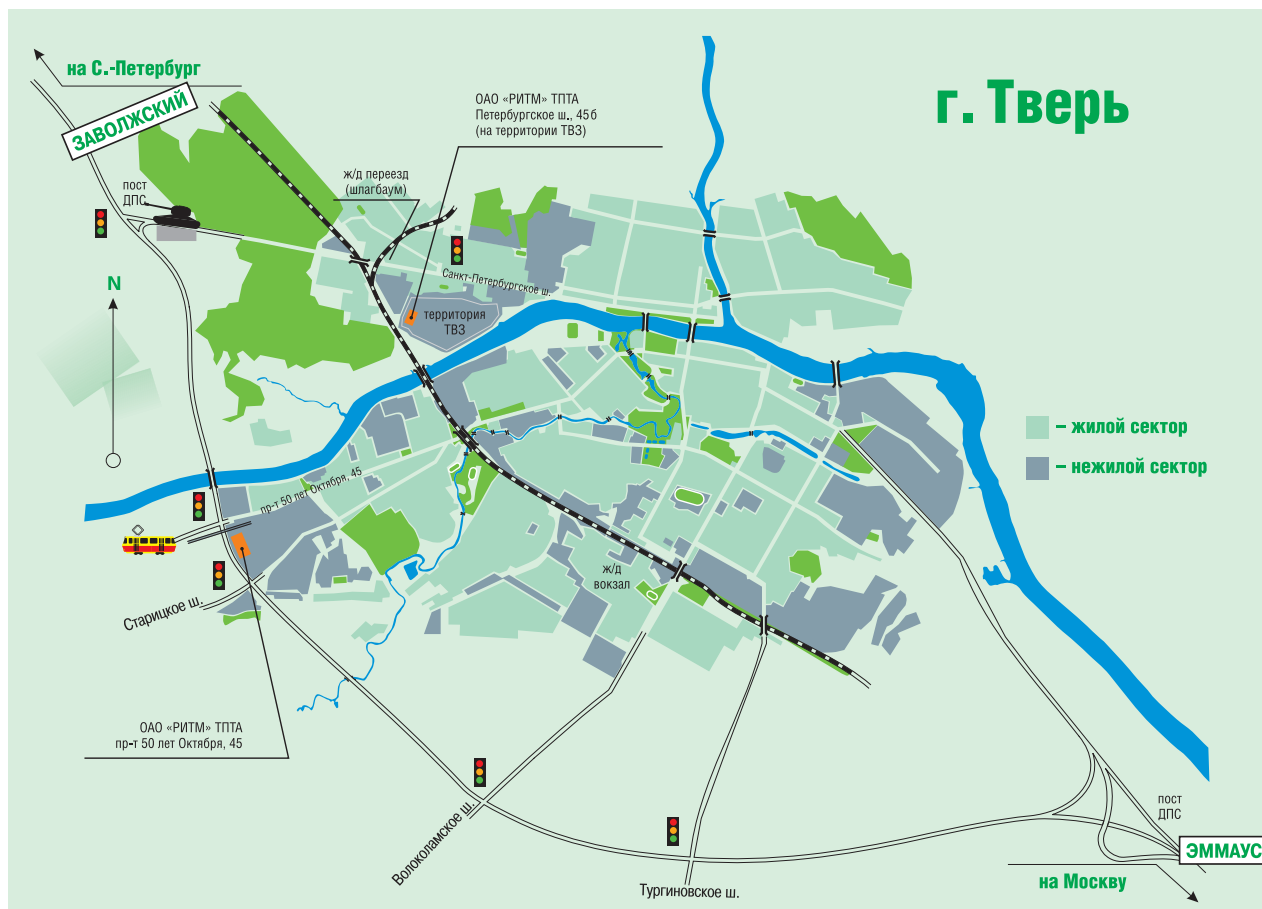 на С.-Петербург
ЗАВОЛЖСКИЙ
г. Тверь
ОАО «РИТМ» ТПТА
Петербургское ш., 45б
(на территории ТВЗ)
ж/д переезд
(шлагбаум)
пост
ДПС
N
Санкт-Петербургское ш.
территория
ТВЗ
– жилой сектор
– нежилой сектор
пр-т 50 лет Октября, 45
ж/д
вокзал
Старицкое ш.
ОАО «РИТМ» ТПТА
пр-т 50 лет Октября, 45
Волоколамское ш.
Тургиновское ш.
пост
ДПС
ЭММАУС
на Москву